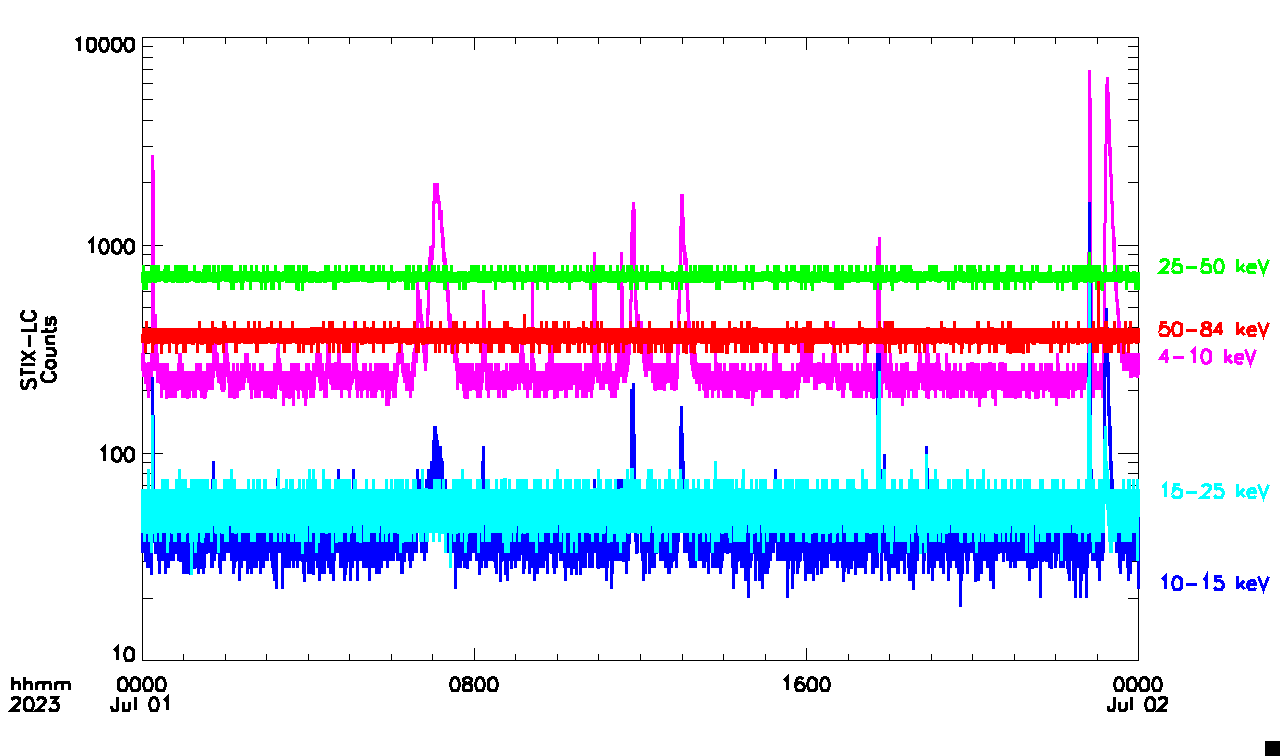 10000
1000
100
10
STIX-LC
Counts
25-50 keV
50-84 keV
4-10 keV
15-25 keV
10-15 keV
hhmm 0000 0800 1600 0000
2023 Jul 01 Jul 02